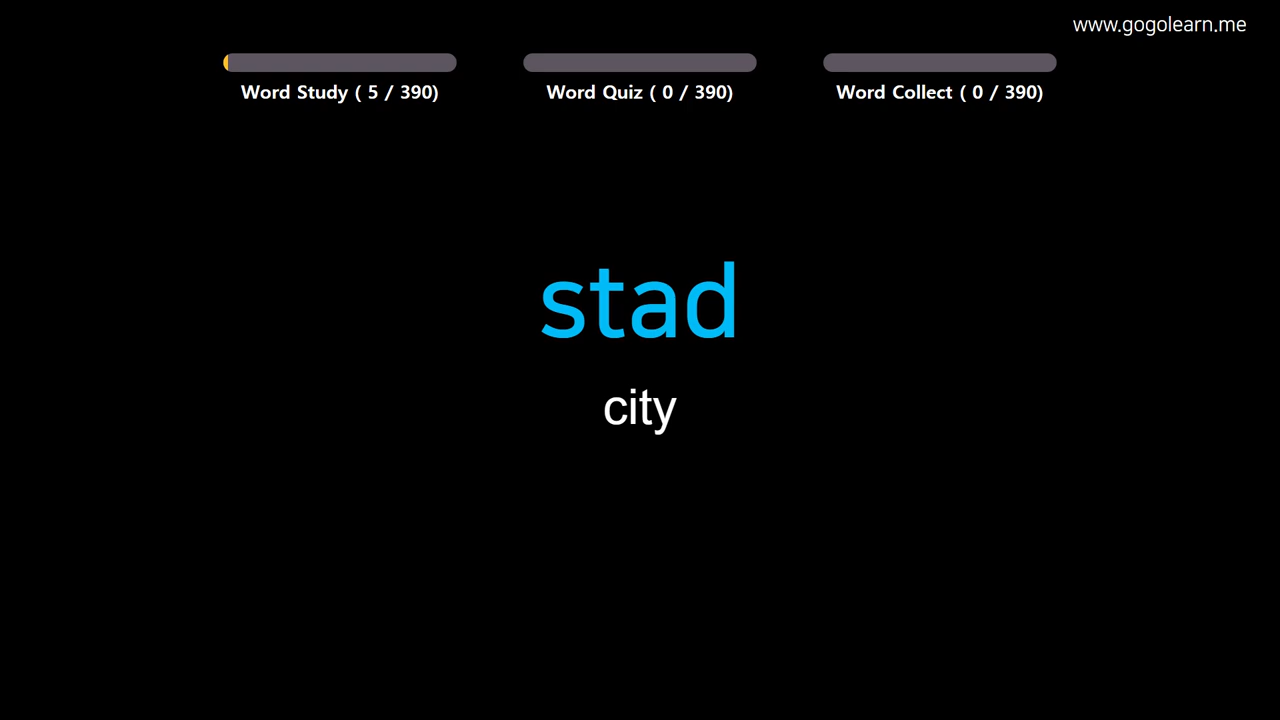 www.gogolearn.me
Word Study ( 5 / 390)
Word Quiz ( 0 / 390)
Word Collect ( 0 / 390)
stad
city